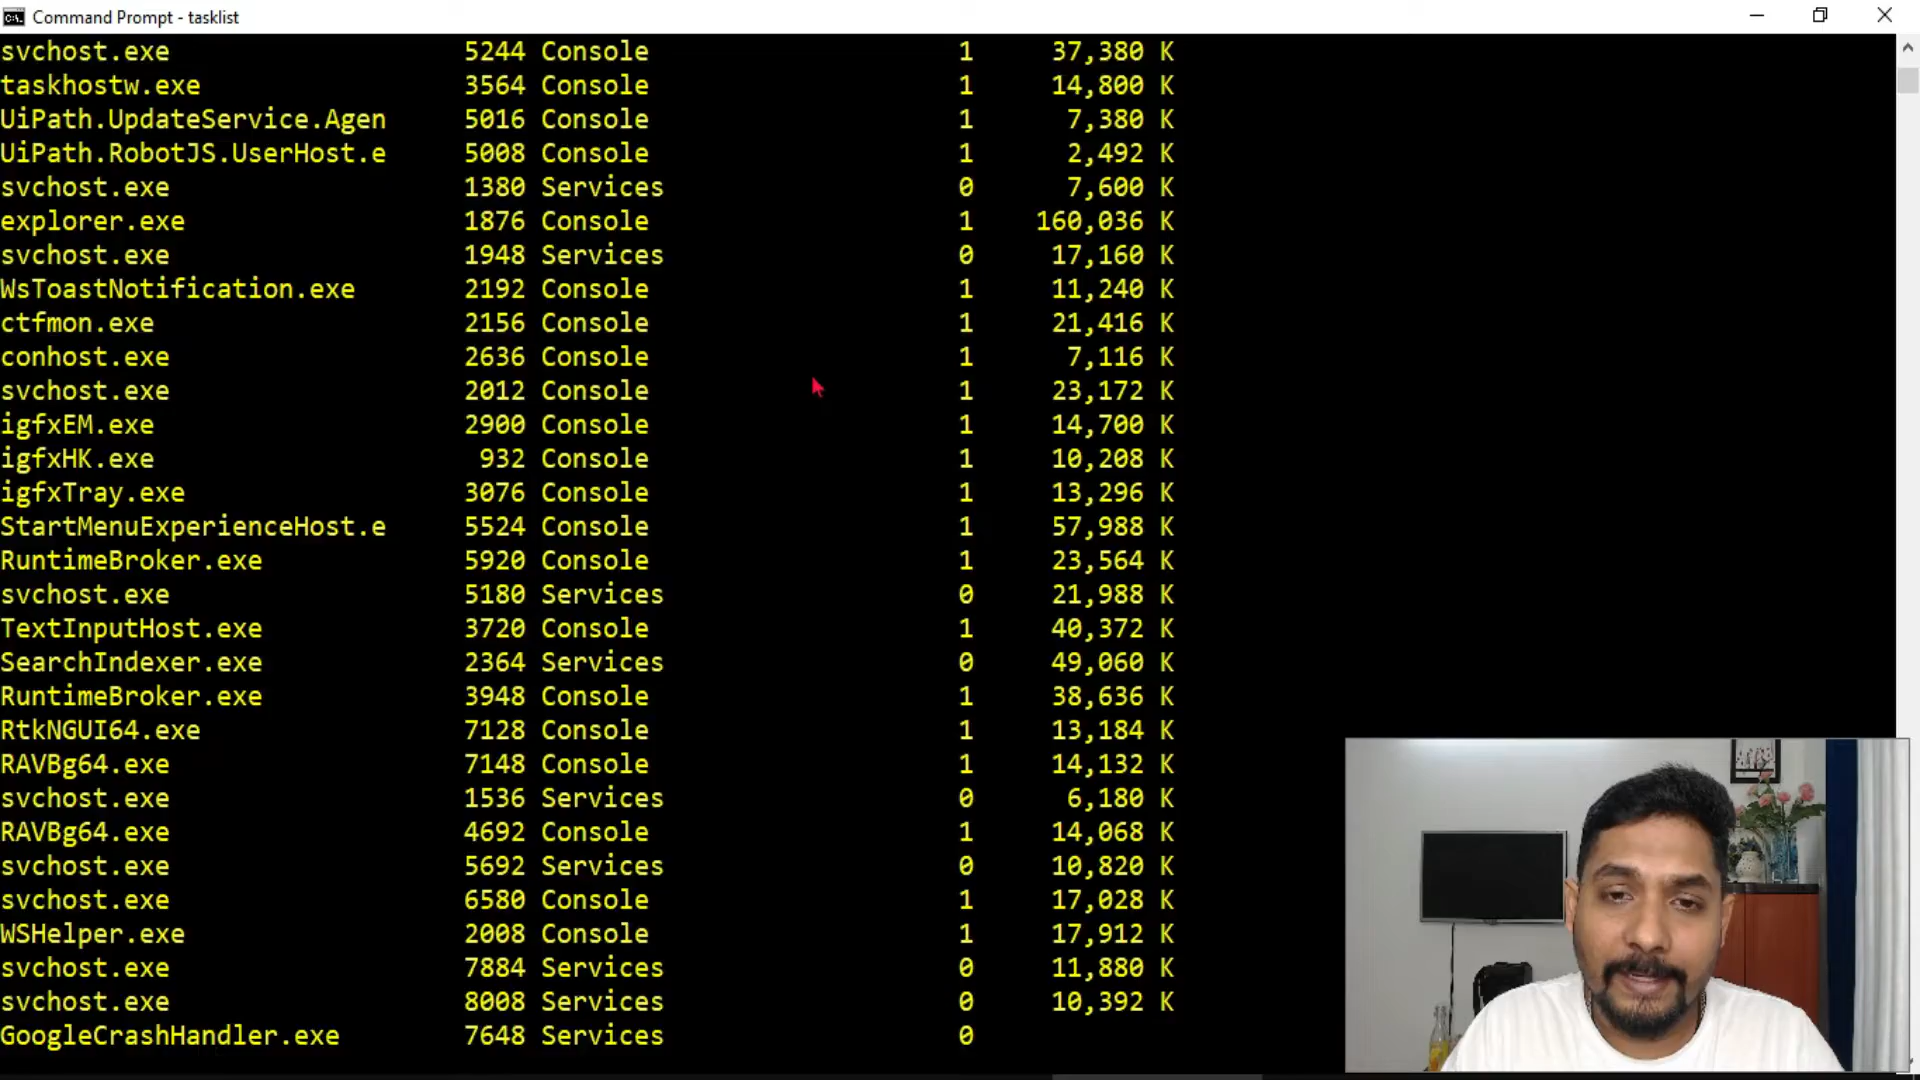 Command Prompt - tasklist
svchost.exe 5244 Console 1 37,380 K
taskhostw.exe 3564 Console 1 14,800 K
UiPath.UpdateService.Agen 5016 Console 1 7,380 K
UiPath.RobotJS.UserHost.e 5008 Console 1 2,492 K
svchost.exe 1380 Services 0 7,600 K
explorer.exe 1876 Console 1 160,036 K
svchost.exe 1948 Services 0 17,160 K
WsToastNotification.exe 2192 Console 1 11,240 K
ctfmon.exe 2156 Console 1 21,416 K
conhost.exe 2636 Console 1 7,116 K
svchost.exe 2012 Console 1 23,172 K
igfxEM.exe 2900 Console 1 14,700 K
igfxHK.exe 932 Console 1 10,208 K
igfxTray.exe 3076 Console 1 13,296 K
StartMenuExperienceHost.e 5524 Console 1 57,988 K
RuntimeBroker.exe 5920 Console 1 23,564 K
svchost.exe 5180 Services 0 21,988 K
TextInputHost.exe 3720 Console 1 40,372 K
SearchIndexer.exe 2364 Services 0 49,060 K
RuntimeBroker.exe 3948 Console 1 38,636 K
RtkNGUI64.exe 7128 Console 1 13,184 K
RAVBg64.exe 7148 Console 1 14,132 K
svchost.exe 1536 Services 0 6,180 K
RAVBg64.exe 4692 Console 1 14,068 K
svchost.exe 5692 Services 0 10,820 K
svchost.exe 6580 Console 1 17,028 K
WSHelper.exe 2008 Console 1 17,912 K
svchost.exe 7884 Services 0 11,880 K
svchost.exe 8008 Services 0 10,392 K
GoogleCrashHandler.exe 7648 Services 0